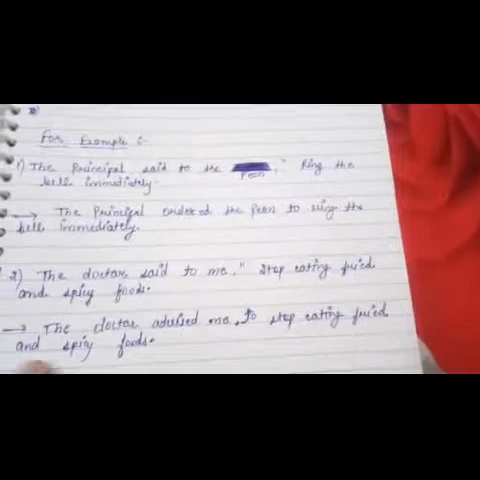 For Example :-
1) The Principal said to the Peon, " Ring the
bell immediately.
→ The Principal ordered the Peon to ring the
bell immediately.
2) The doctor said to me, " Stop eating fried
and spicy foods.
→ The doctor advised me to stop eating fried
and spicy foods.